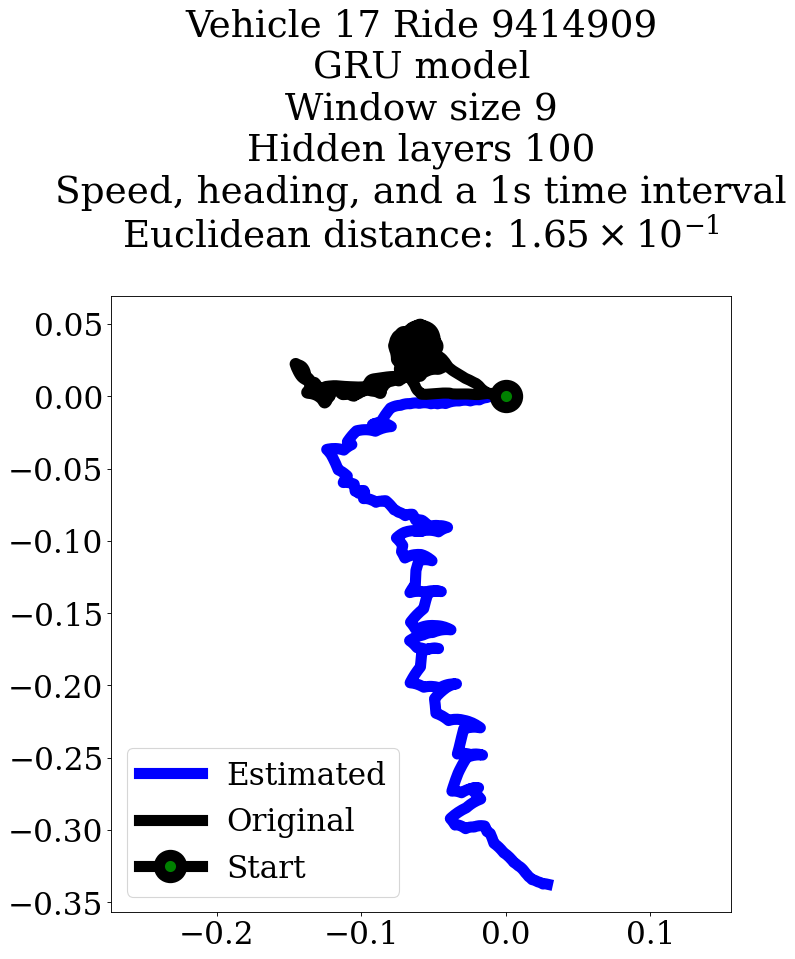 Vehicle 17 Ride 9414909
GRU model
Window size 9
Hidden layers 100
Speed, heading, and a 1s time interval
Euclidean distance: 1.65 × 10⁻¹
0.05
0.00
−0.05
−0.10
−0.15
−0.20
−0.25
−0.30
−0.35
Estimated
Original
Start
−0.2 −0.1 0.0 0.1